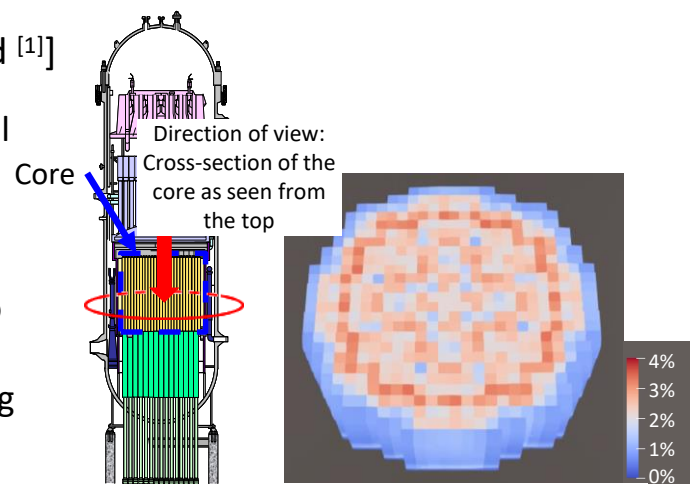 d [1]]
l
Direction of view:
Cross-section of the
core as seen from
the top
Core
g
4%
3%
2%
1%
0%